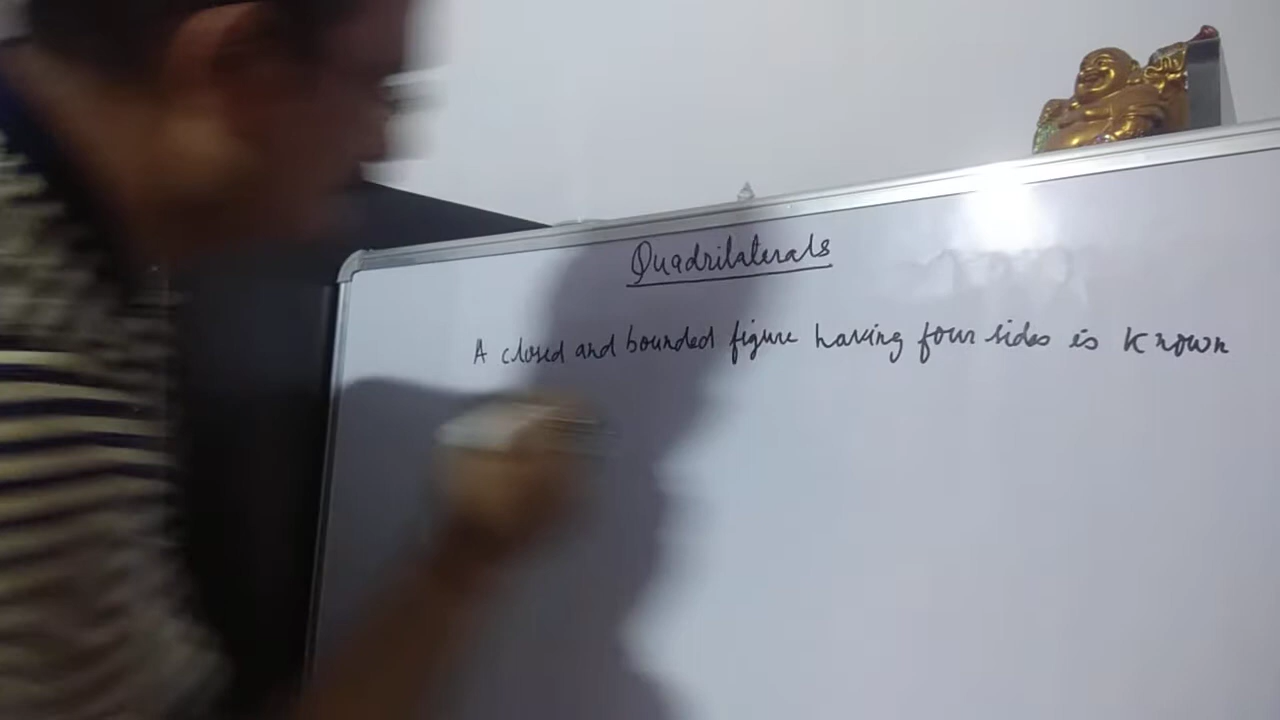 Quadrilaterals
A closed and bounded figure having four sides is known